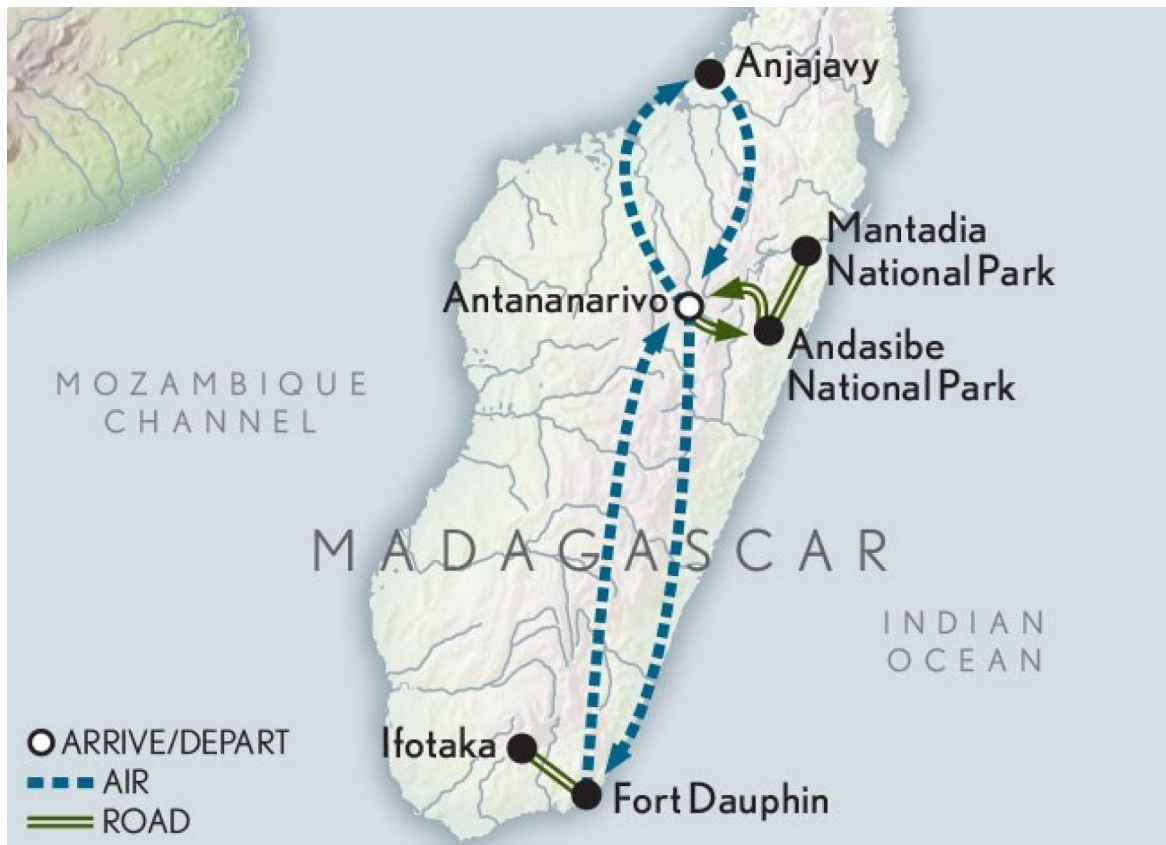 Anjajavy
Mantadia
National Park
Antananarivo
Andasibe
National Park
MOZAMBIQUE
CHANNEL
MADAGASCAR
INDIAN
OCEAN
Ifotaka
Fort Dauphin
ARRIVE/DEPART
AIR
ROAD